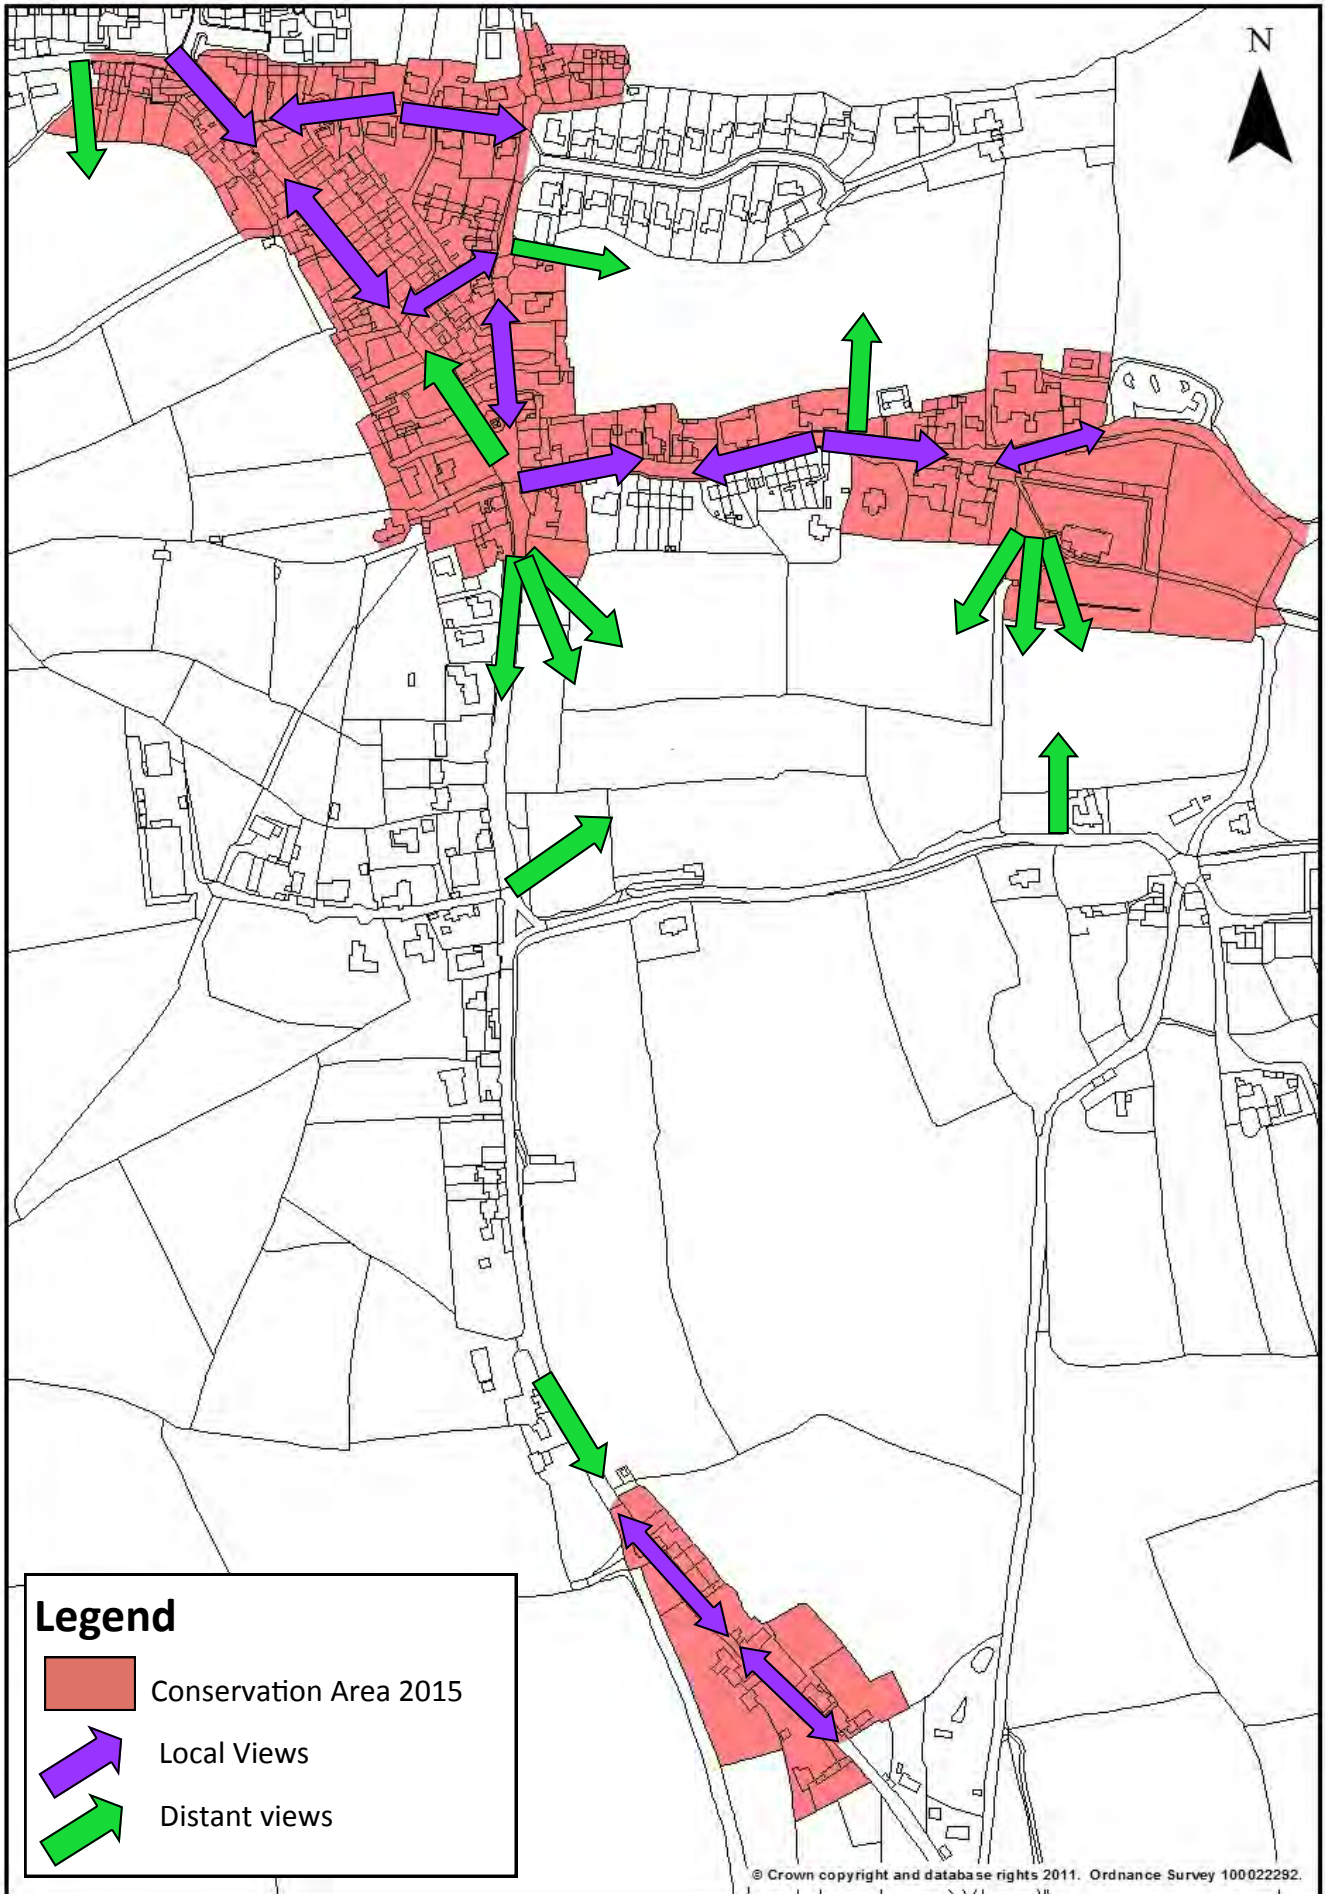 N
Legend
Conservation Area 2015
Local Views
Distant views
© Crown copyright and database rights 2011. Ordnance Survey 100022292.